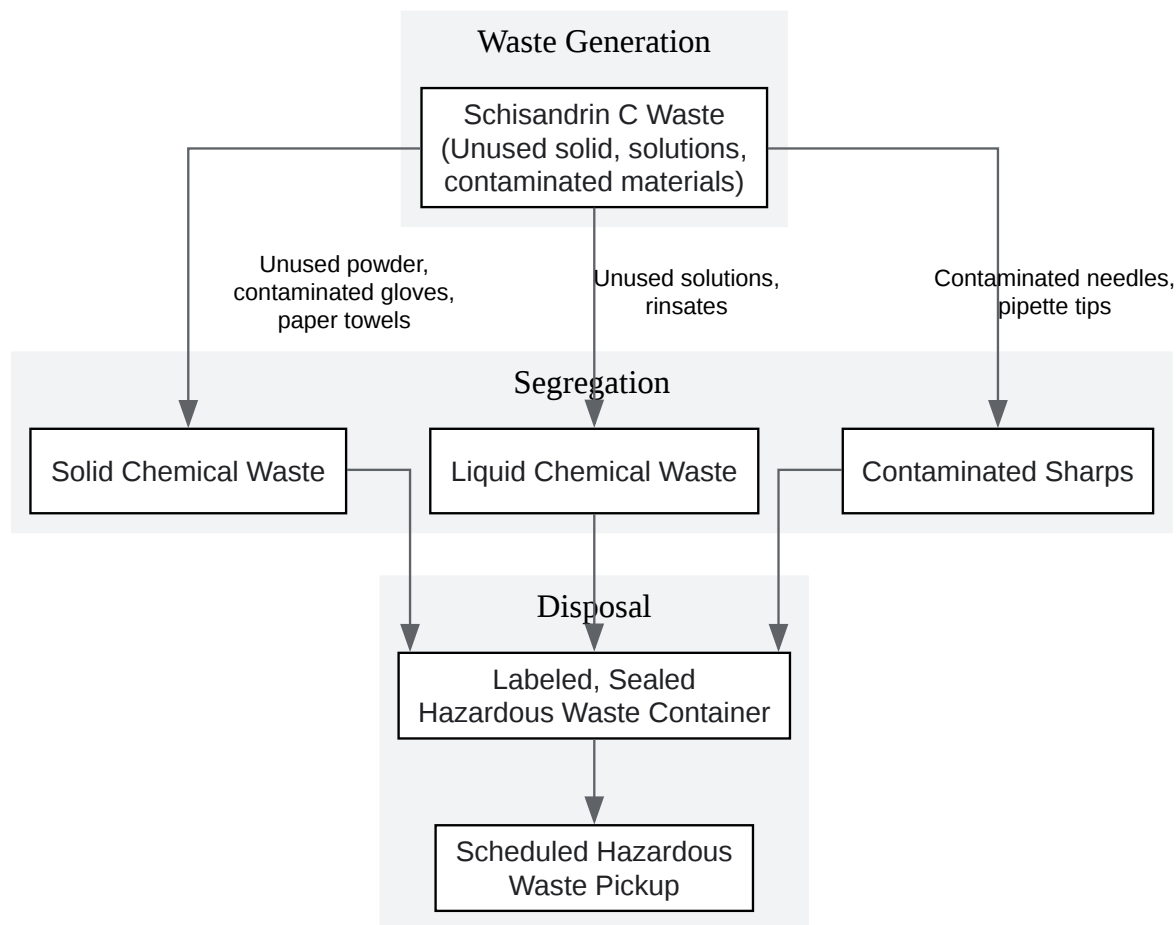 Waste Generation
Schisandrin C Waste
(Unused solid, solutions,
contaminated materials)
Unused powder,
contaminated gloves,
paper towels
Unused solutions,
rinsates
Contaminated needles,
pipette tips
Segregation
Solid Chemical Waste
Liquid Chemical Waste
Contaminated Sharps
Disposal
Labeled, Sealed
Hazardous Waste Container
Scheduled Hazardous
Waste Pickup